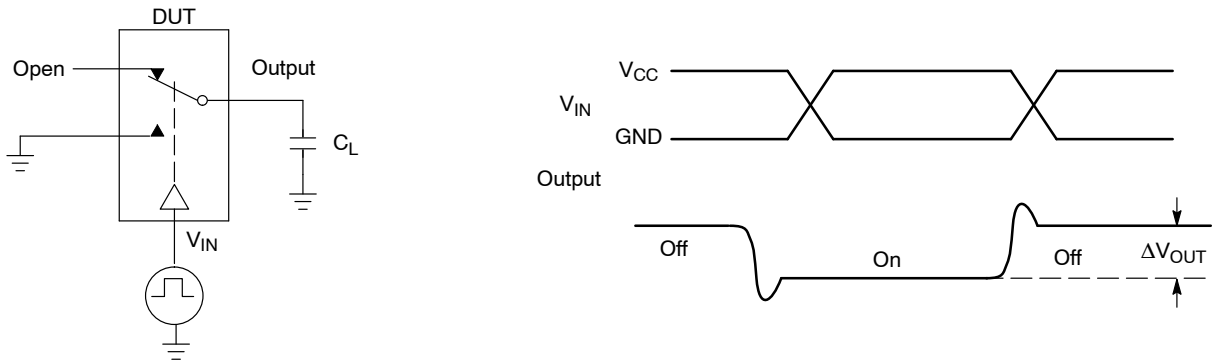 DUT
Open
Output
C_L
V_IN
V_CC
V_IN
GND
Output
Off
On
Off
ΔV_OUT